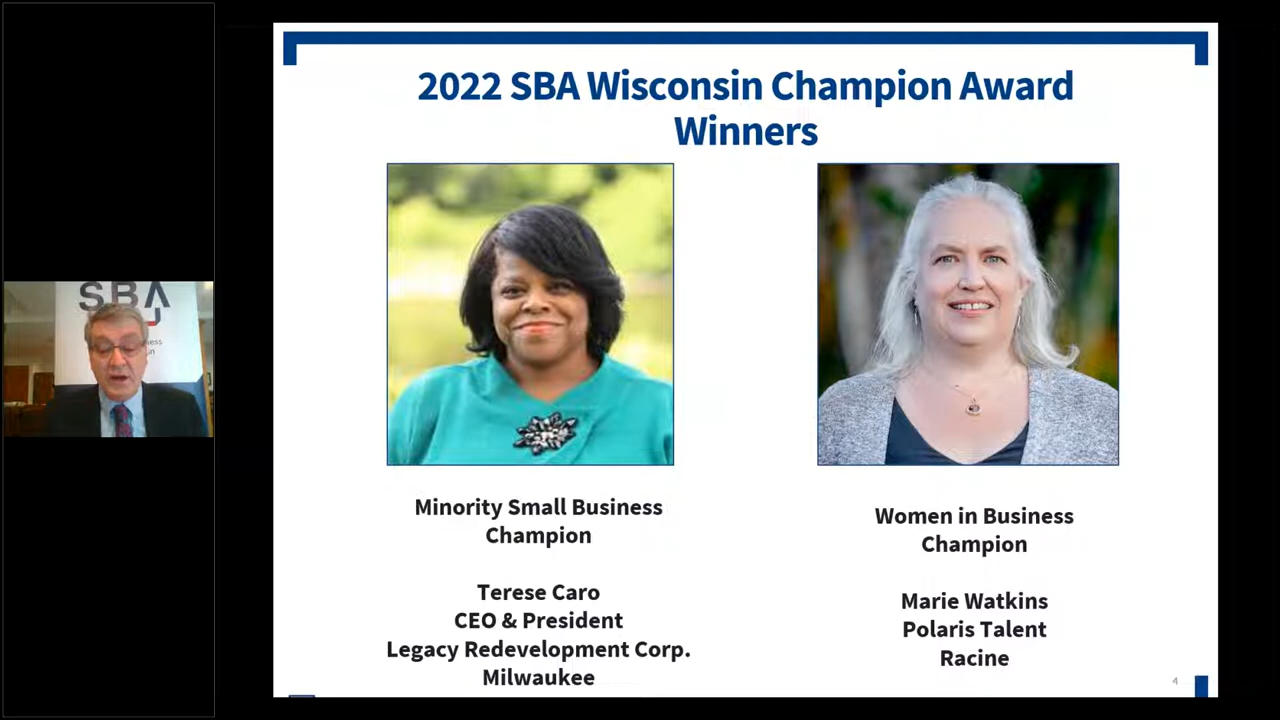 2022 SBA Wisconsin Champion Award
Winners
SBA
Minority Small Business
Champion
Terese Caro
CEO & President
Legacy Redevelopment Corp.
Milwaukee
Women in Business
Champion
Marie Watkins
Polaris Talent
Racine
4